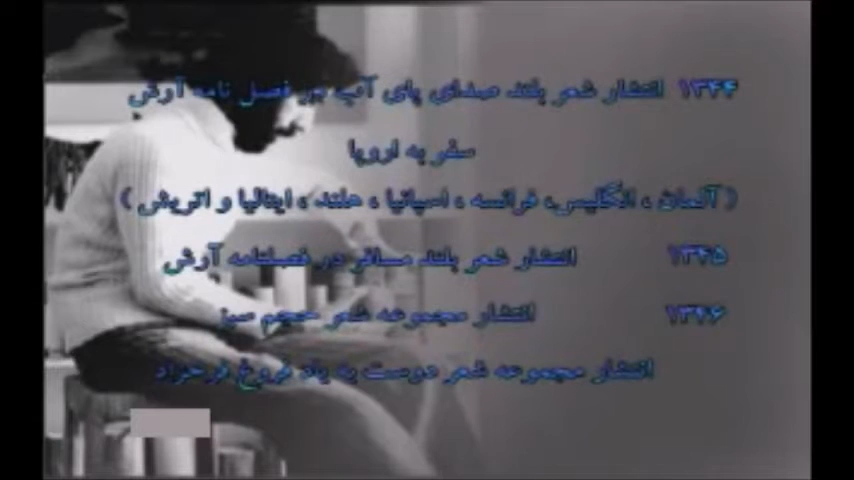 ۱۳۴۴ انتشار شعر بلند صدای پای آب در فصل نامه آرش
سفر به اروپا
( آلمان ، انگلیس، فرانسه ، اسپانیا ، هلند ، ایتالیا و اتریش )
۱۳۴۵ انتشار شعر بلند مسافر در فصلنامه آرش
۱۳۴۶ انتشار مجموعه شعر حجم سبز
انتشار مجموعه شعر دوست به یاد فروغ فرخزاد